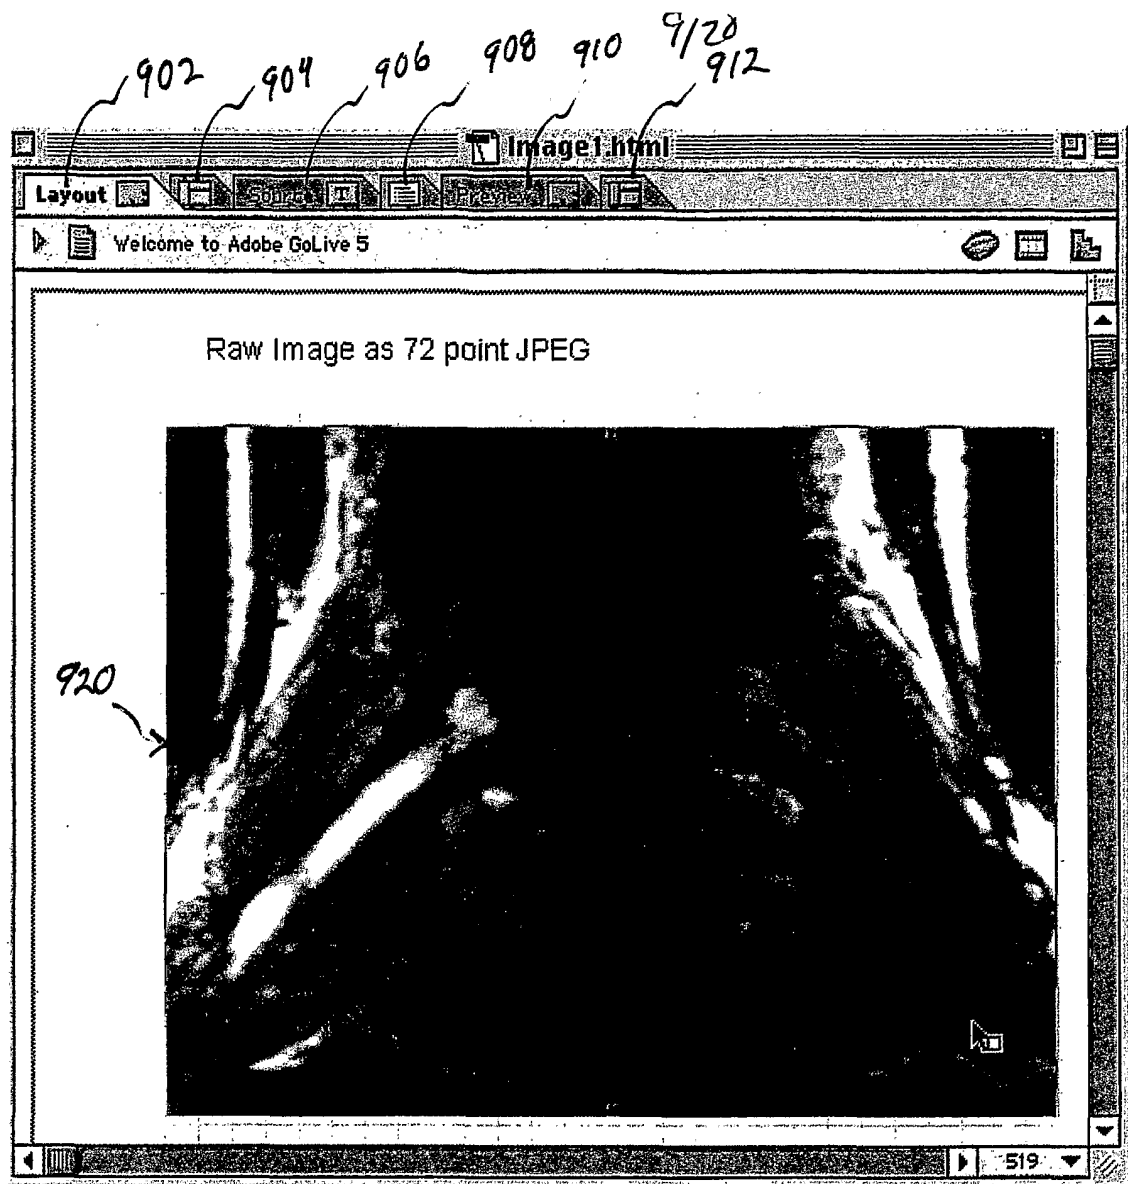 9/20
902 904 906 908 910 912
Image1.html
Layout Source T Preview
Welcome to Adobe GoLive 5
Raw Image as 72 point JPEG
920
519